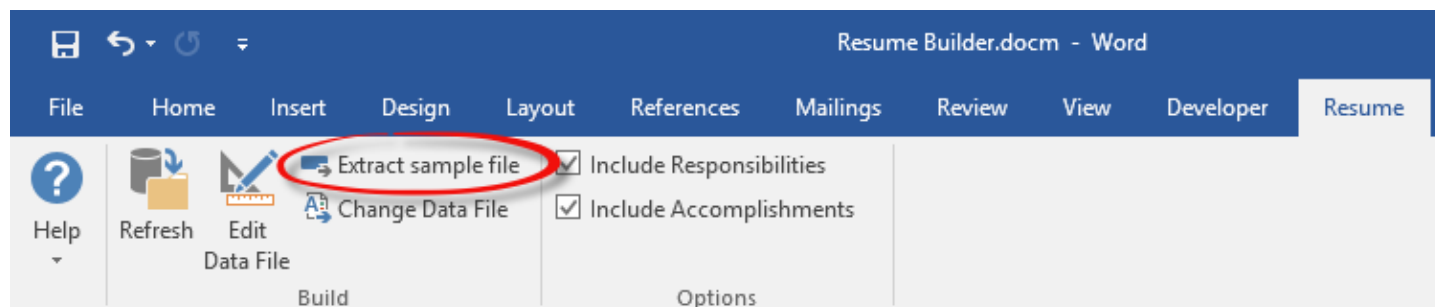 Resume Builder.docm - Word
File Home Insert Design Layout References Mailings Review View Developer Resume
Help
Refresh
Edit
Data File
Extract sample file
Change Data File
Build
Include Responsibilities
Include Accomplishments
Options